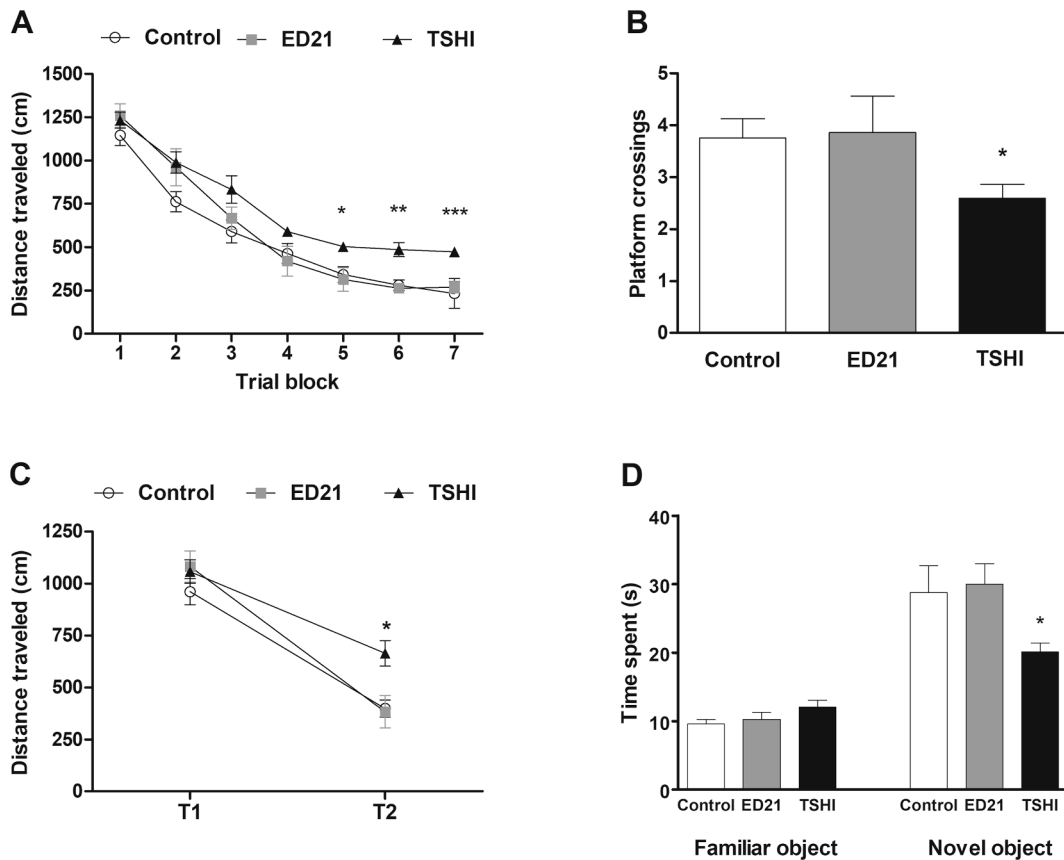 A
Control ED21 TSHI
1500
1250
1000
750
500
250
0
Distance traveled (cm)
* ** ***
1 2 3 4 5 6 7
Trial block
B
5
4
3
2
1
0
Platform crossings
*
Control ED21 TSHI
C
Control ED21 TSHI
1250
1000
750
500
250
0
Distance traveled (cm)
*
T1 T2
D
40
30
20
10
0
Time spent (s)
*
Control ED21 TSHI Control ED21 TSHI
Familiar object Novel object